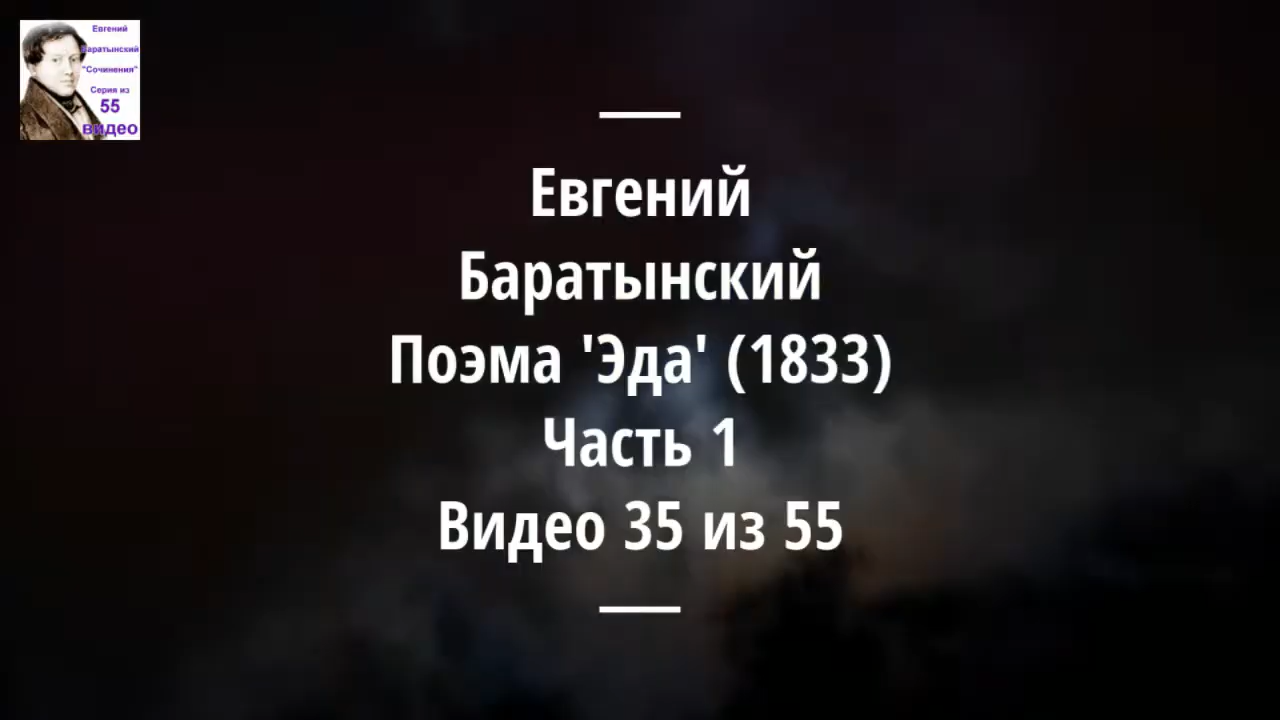 Евгений
Баратынский
"Сочинения"
Серия из
55
видео
Евгений
Баратынский
Поэма 'Эда' (1833)
Часть 1
Видео 35 из 55